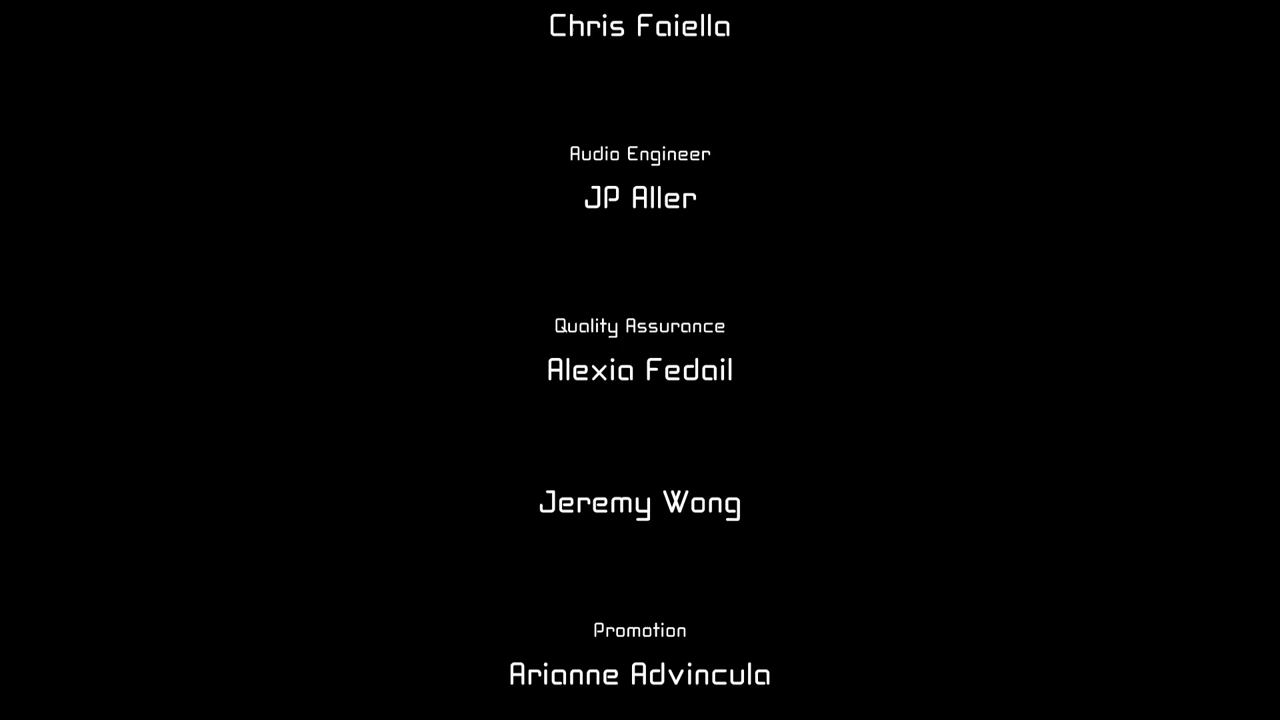 Chris Faiella
Audio Engineer
JP Aller
Quality Assurance
Alexia Fedail
Jeremy Wong
Promotion
Arianne Advincula